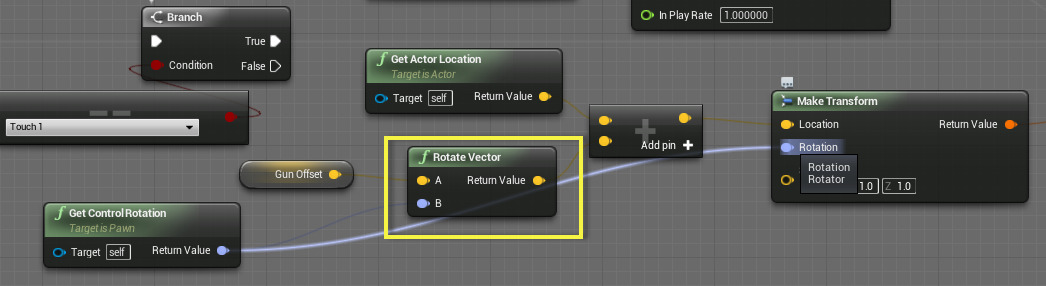 Branch
True
Condition
False
Touch 1
Get Actor Location
Target is Actor
Target
self
Return Value
In Play Rate
1.000000
Add pin
Make Transform
Location
Return Value
Rotation
Rotation
Rotator
1.0
Z 1.0
Rotate Vector
A
Return Value
B
Gun Offset
Get Control Rotation
Target is Pawn
Target
self
Return Value